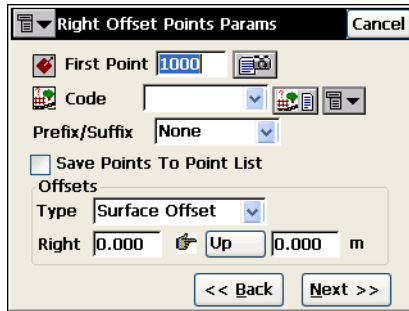 Right Offset Points Params Cancel
First Point 1000
Code
Prefix/Suffix None
Save Points To Point List
Offsets
Type Surface Offset
Right 0.000 Up 0.000 m
<< Back Next >>